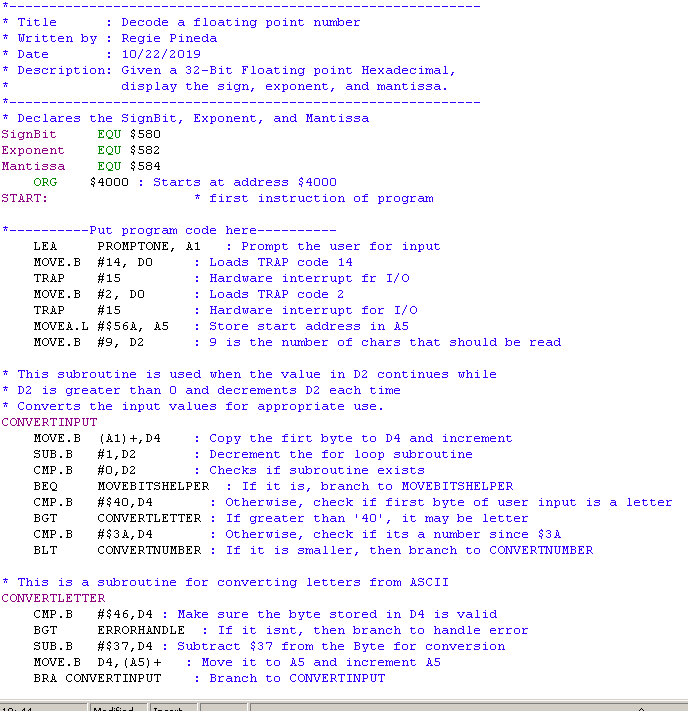 *-----------------------------------------------------------
* Title      : Decode a floating point number
* Written by : Regie Pineda
* Date       : 10/22/2019
* Description: Given a 32-Bit Floating point Hexadecimal,
*              display the sign, exponent, and mantissa.
*-----------------------------------------------------------
* Declares the SignBit, Exponent, and Mantissa
SignBit     EQU $580
Exponent    EQU $582
Mantissa    EQU $584
    ORG    $4000 : Starts at address $4000
START:                  * first instruction of program

*----------Put program code here----------
    LEA     PROMPTONE, A1   : Prompt the user for input
    MOVE.B  #14, D0     : Loads TRAP code 14
    TRAP    #15         : Hardware interrupt fr I/O
    MOVE.B  #2, D0      : Loads TRAP code 2
    TRAP    #15         : Hardware interrupt for I/O
    MOVEA.L #$56A, A5   : Store start address in A5
    MOVE.B  #9, D2      : 9 is the number of chars that should be read

* This subroutine is used when the value in D2 continues while
* D2 is greater than 0 and decrements D2 each time
* Converts the input values for appropriate use.
CONVERTINPUT
    MOVE.B  (A1)+,D4    : Copy the firt byte to D4 and increment
    SUB.B   #1,D2       : Decrement the for loop subroutine
    CMP.B   #0,D2       : Checks if subroutine exists
    BEQ     MOVEBITSHELPER  : If it is, branch to MOVEBITSHELPER
    CMP.B   #$40,D4       : Otherwise, check if first byte of user input is a letter
    BGT     CONVERTLETTER : If greater than '40', it may be letter
    CMP.B   #$3A,D4       : Otherwise, check if its a number since $3A
    BLT     CONVERTNUMBER : If it is smaller, then branch to CONVERTNUMBER

* This is a subroutine for converting letters from ASCII
CONVERTLETTER
    CMP.B   #$46,D4 : Make sure the byte stored in D4 is valid
    BGT     ERRORHANDLE  : If it isnt, then branch to handle error
    SUB.B   #$37,D4 : Subtract $37 from the Byte for conversion
    MOVE.B  D4,(A5)+   : Move it to A5 and increment A5
    BRA CONVERTINPUT    : Branch to CONVERTINPUT